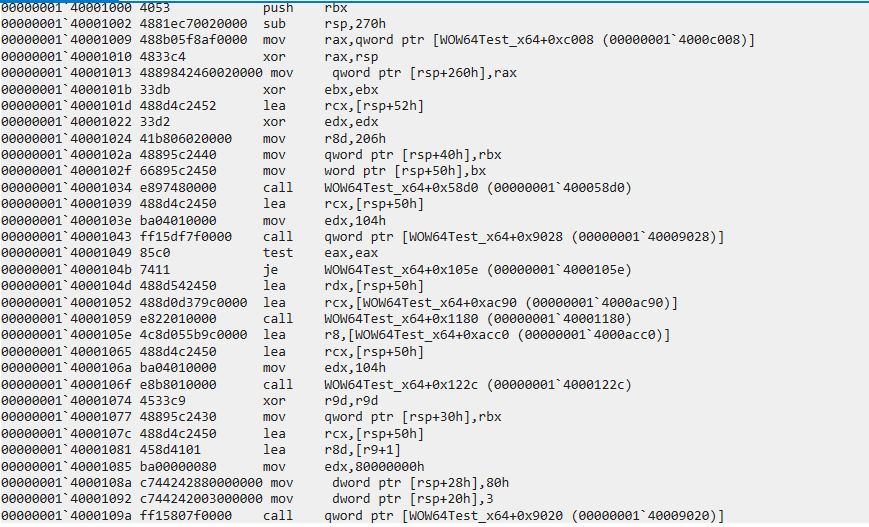 00000001`40001000 4053 push rbx
00000001`40001002 4881ec70020000 sub rsp,270h
00000001`40001009 488b05f8af0000 mov rax,qword ptr [WOW64Test_x64+0xc008 (00000001`4000c008)]
00000001`40001010 4833c4 xor rax,rsp
00000001`40001013 4889842460020000 mov qword ptr [rsp+260h],rax
00000001`4000101b 33db xor ebx,ebx
00000001`4000101d 488d4c2452 lea rcx,[rsp+52h]
00000001`40001022 33d2 xor edx,edx
00000001`40001024 41b806020000 mov r8d,206h
00000001`4000102a 48895c2440 mov qword ptr [rsp+40h],rbx
00000001`4000102f 66895c2450 mov word ptr [rsp+50h],bx
00000001`40001034 e897480000 call WOW64Test_x64+0x58d0 (00000001`400058d0)
00000001`40001039 488d4c2450 lea rcx,[rsp+50h]
00000001`4000103e ba04010000 mov edx,104h
00000001`40001043 ff15df7f0000 call qword ptr [WOW64Test_x64+0x9028 (00000001`40009028)]
00000001`40001049 85c0 test eax,eax
00000001`4000104b 7411 je WOW64Test_x64+0x105e (00000001`4000105e)
00000001`4000104d 488d542450 lea rdx,[rsp+50h]
00000001`40001052 488d0d379c0000 lea rcx,[WOW64Test_x64+0xac90 (00000001`4000ac90)]
00000001`40001059 e822010000 call WOW64Test_x64+0x1180 (00000001`40001180)
00000001`4000105e 4c8d055b9c0000 lea r8,[WOW64Test_x64+0xacc0 (00000001`4000acc0)]
00000001`40001065 488d4c2450 lea rcx,[rsp+50h]
00000001`4000106a ba04010000 mov edx,104h
00000001`4000106f e8b8010000 call WOW64Test_x64+0x122c (00000001`4000122c)
00000001`40001074 4533c9 xor r9d,r9d
00000001`40001077 48895c2430 mov qword ptr [rsp+30h],rbx
00000001`4000107c 488d4c2450 lea rcx,[rsp+50h]
00000001`40001081 458d4101 lea r8d,[r9+1]
00000001`40001085 ba00000080 mov edx,80000000h
00000001`4000108a c744242880000000 mov dword ptr [rsp+28h],80h
00000001`40001092 c744242003000000 mov dword ptr [rsp+20h],3
00000001`4000109a ff15807f0000 call qword ptr [WOW64Test_x64+0x9020 (00000001`40009020)]